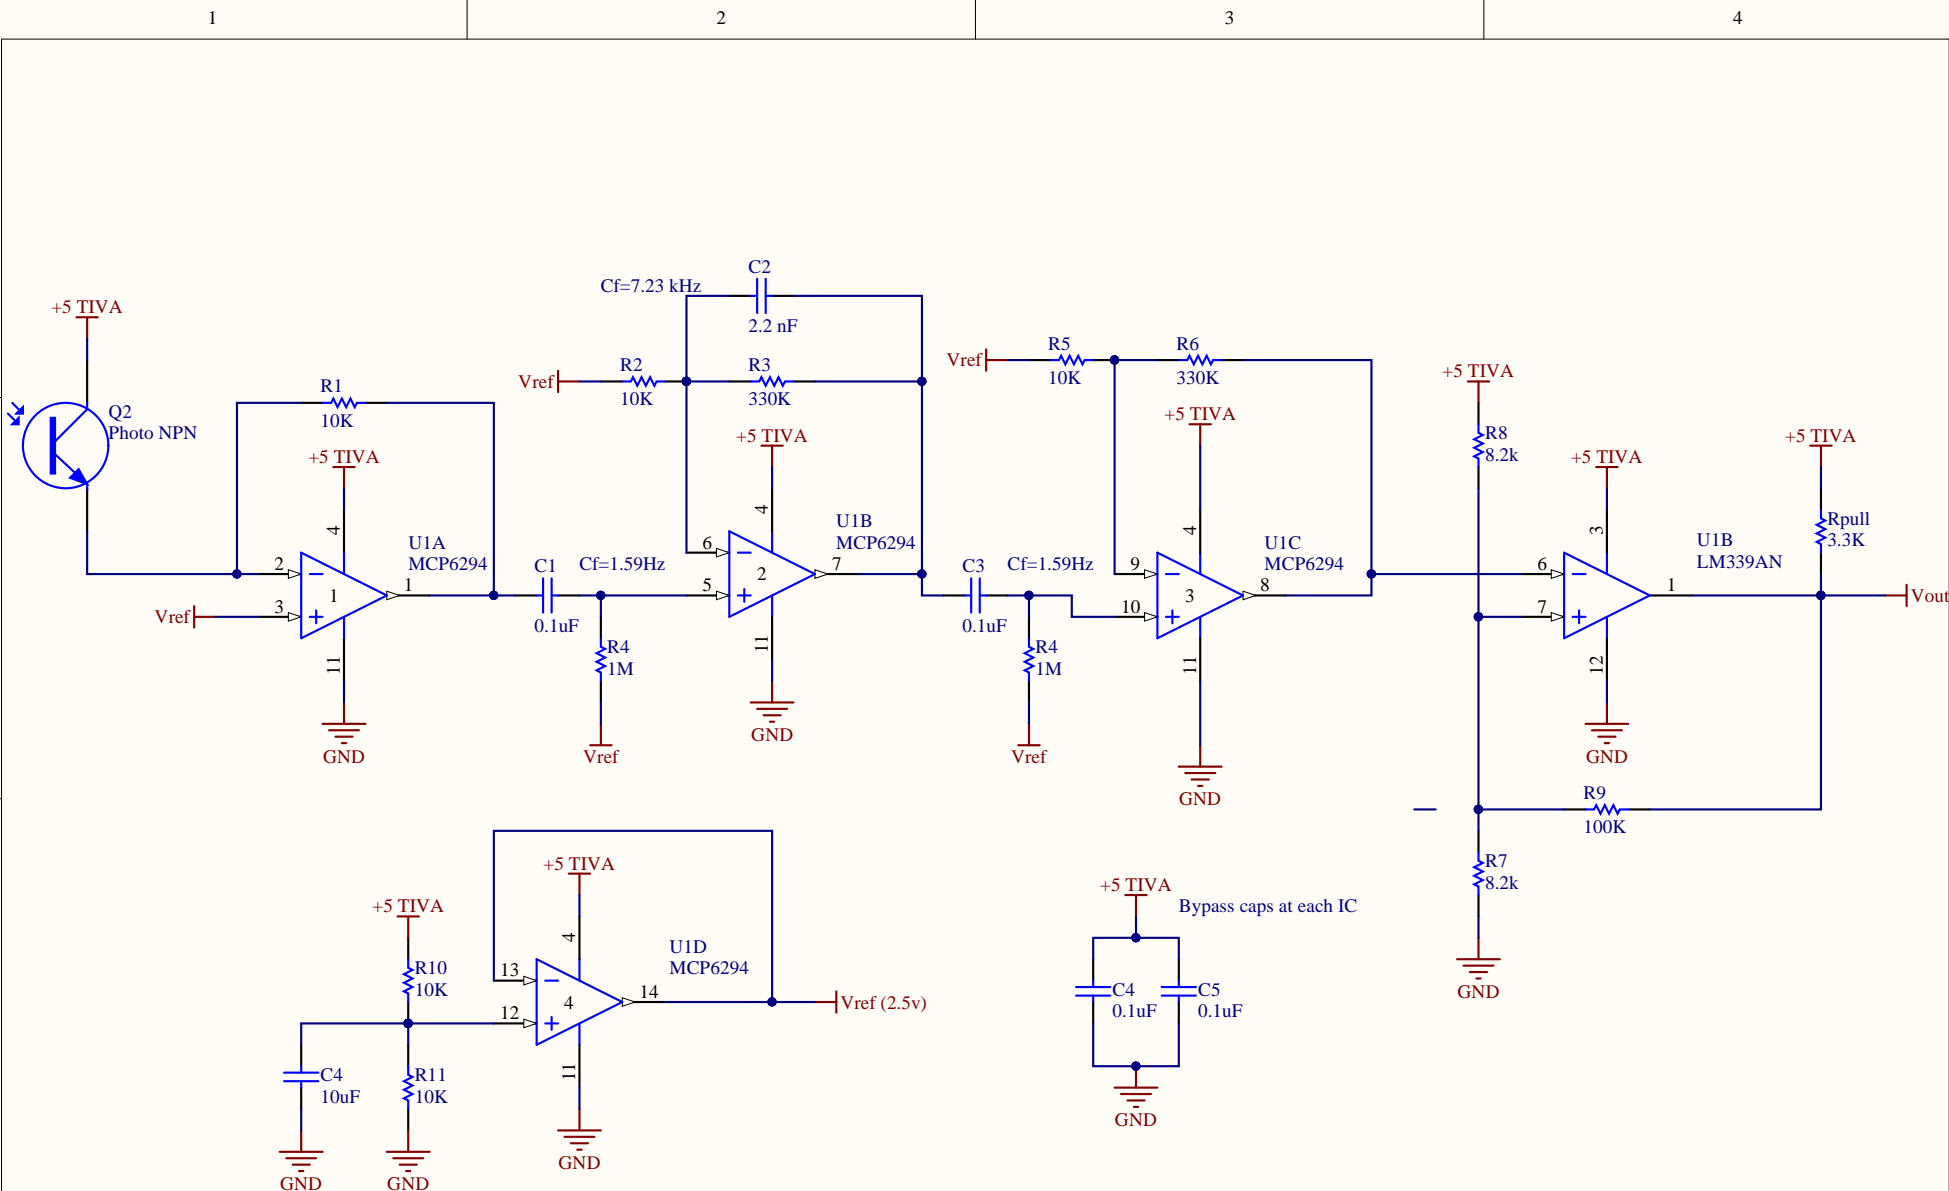 1
2
3
4
C2
Cf=7.23 kHz
2.2 nF
+5 TIVA
Q2
Photo NPN
R1
10K
+5 TIVA
4
2
3
1
1
11
U1A
MCP6294
Vref
GND
C1
0.1uF
Cf=1.59Hz
R4
1M
Vref
Vref
R2
10K
R3
330K
+5 TIVA
4
6
5
2
7
11
U1B
MCP6294
GND
C3
0.1uF
Cf=1.59Hz
R4
1M
Vref
Vref
R5
10K
R6
330K
+5 TIVA
4
9
10
3
8
11
U1C
MCP6294
GND
+5 TIVA
R8
8.2k
+5 TIVA
3
6
7
1
12
U1B
LM339AN
GND
+5 TIVA
Rpull
3.3K
Vout
R9
100K
R7
8.2k
GND
+5 TIVA
R10
10K
R11
10K
C4
10uF
GND
GND
+5 TIVA
4
13
12
4
14
11
U1D
MCP6294
Vref (2.5v)
GND
+5 TIVA
Bypass caps at each IC
C4
0.1uF
C5
0.1uF
GND